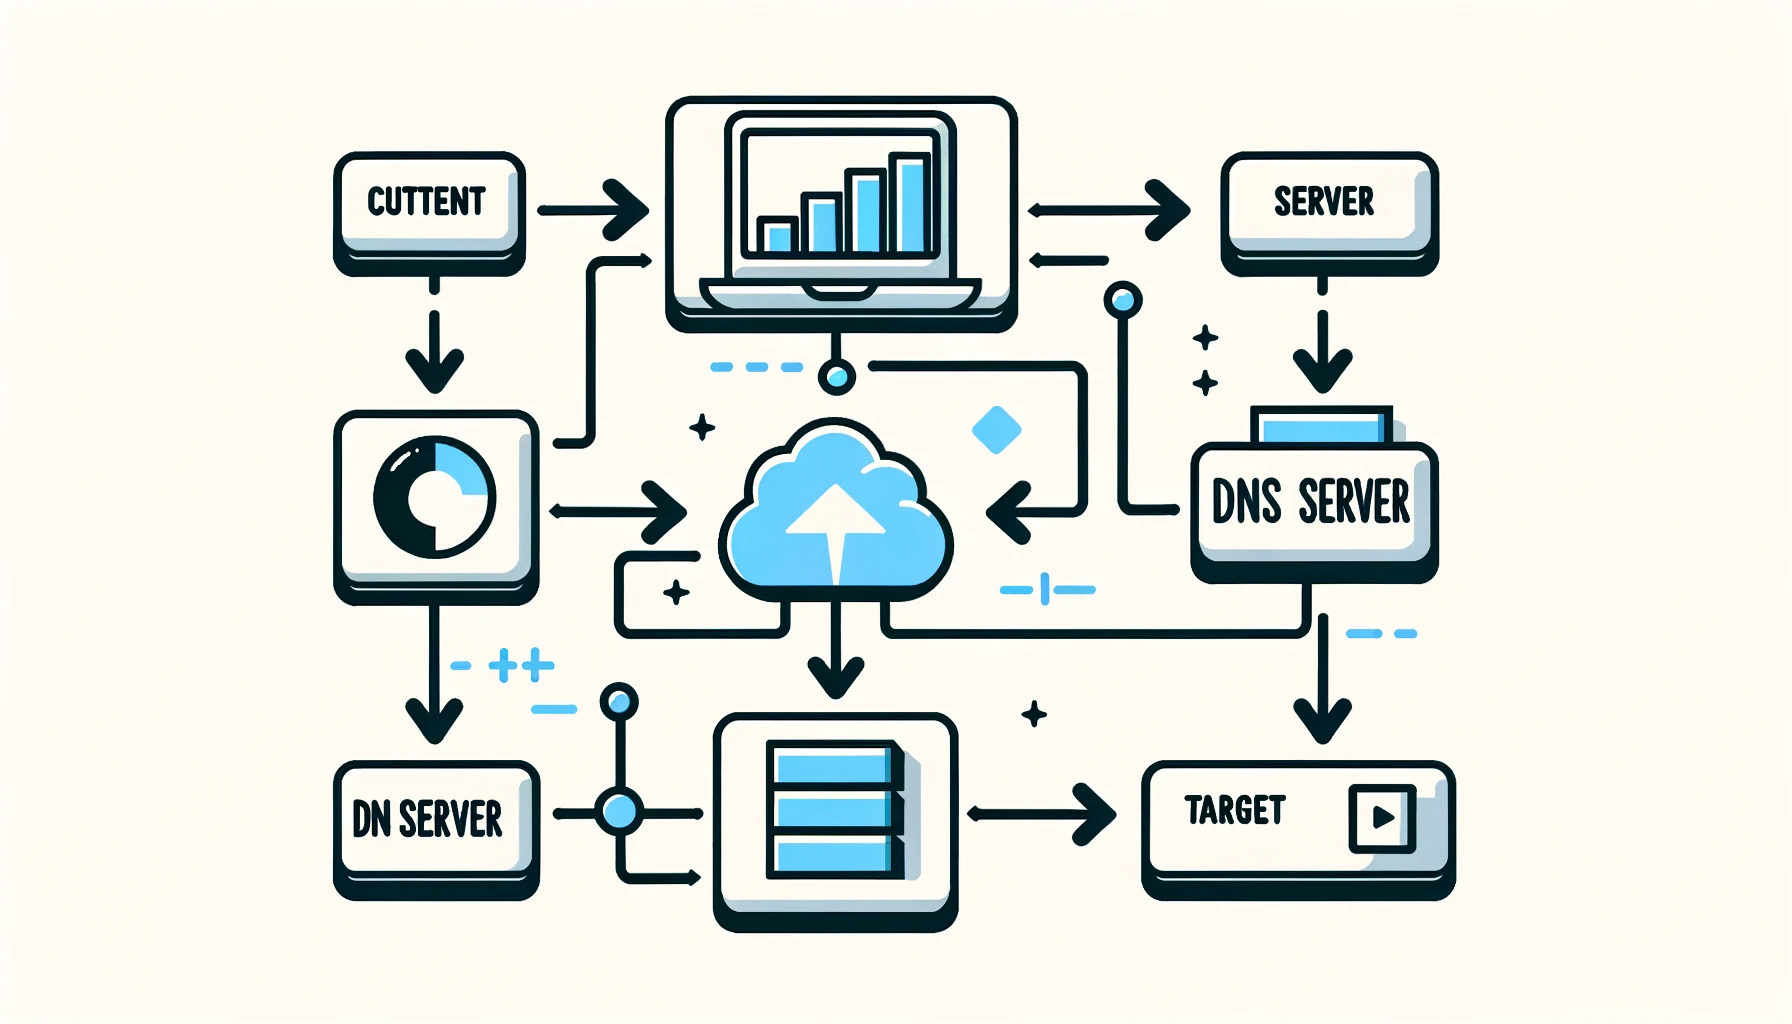 CUTTENT
SERVER
DNS SERVER
DN SERVER
TARGET